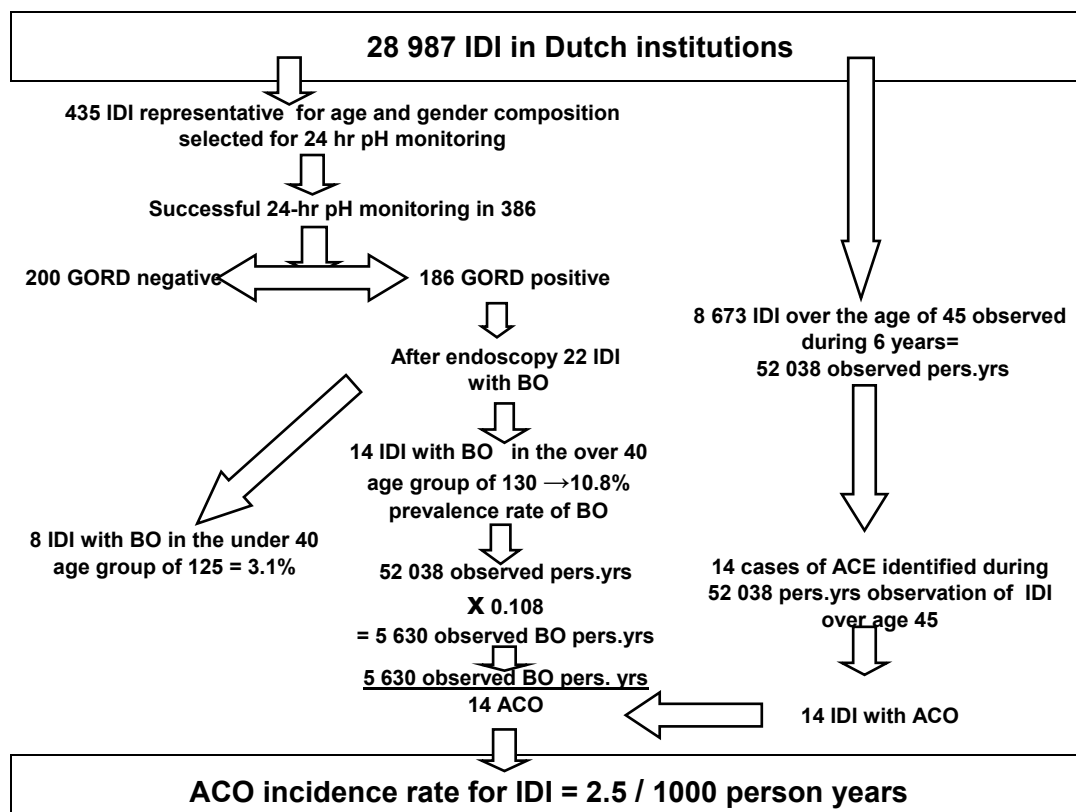 28 987 IDI in Dutch institutions
435 IDI representative for age and gender composition
selected for 24 hr pH monitoring
Successful 24-hr pH monitoring in 386
200 GORD negative
186 GORD positive
After endoscopy 22 IDI
with BO
14 IDI with BO in the over 40
age group of 130 →10.8%
prevalence rate of BO
8 IDI with BO in the under 40
age group of 125 = 3.1%
52 038 observed pers.yrs
X 0.108
= 5 630 observed BO pers.yrs
5 630 observed BO pers. yrs
14 ACO
8 673 IDI over the age of 45 observed
during 6 years=
52 038 observed pers.yrs
14 cases of ACE identified during
52 038 pers.yrs observation of IDI
over age 45
14 IDI with ACO
ACO incidence rate for IDI = 2.5 / 1000 person years